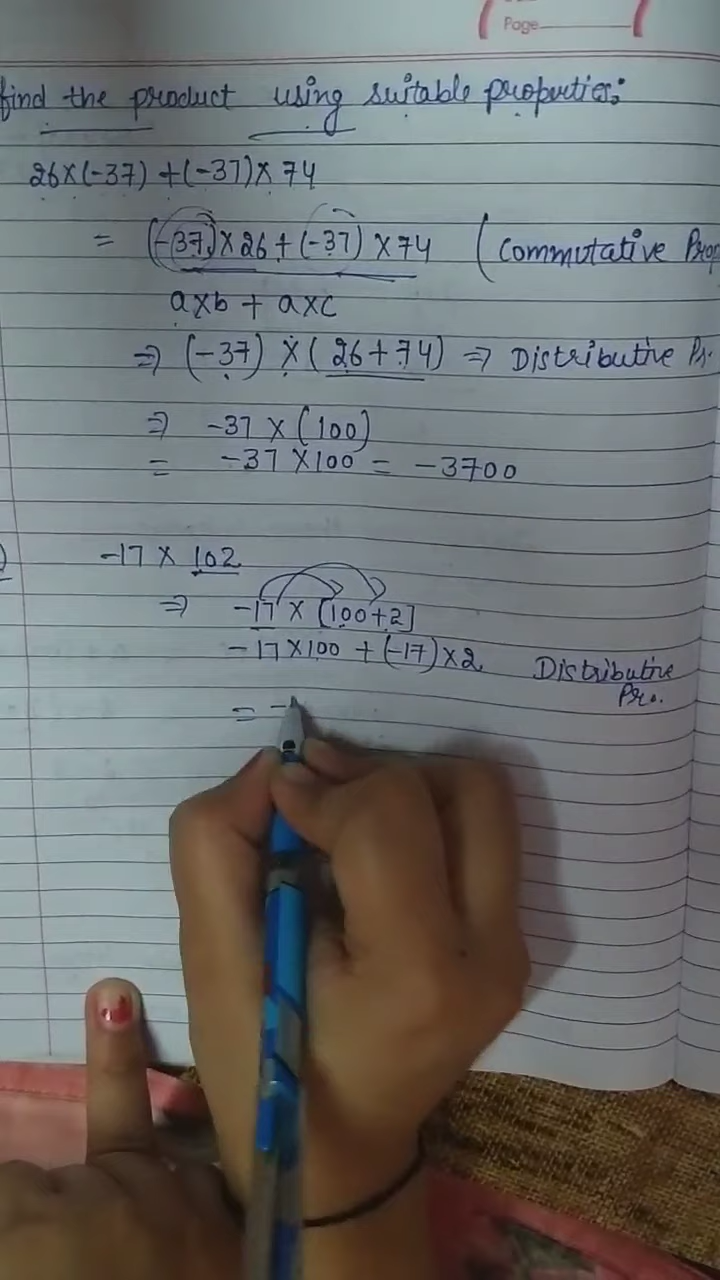 Page
find the product using suitable properties:
26×(-37) +(-37)× 74
= (-37)×26+(-37) ×74 (Commutative Prop
a×b + a×c
⇒ (-37) ×(26+74) ⇒ Distributive Pr.
⇒ -37 × (100)
= -37 ×100 = -3700
) -17 × 102
⇒ -17 × [100+2]
-17×100 +(-17)×2 Distributive
Pro.
= -